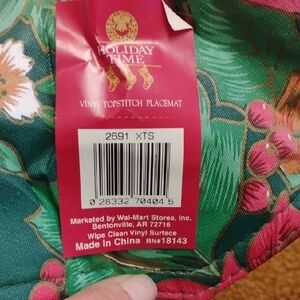 HOLIDAY
TIME
VINYL TOPSTITCH PLACEMAT
2691 XTS
0 28332 70404 5
Marketed by Wal-Mart Stores, Inc.
Bentonville, AR 72716
Wipe Clean Vinyl Surface
Made in China RN#18143